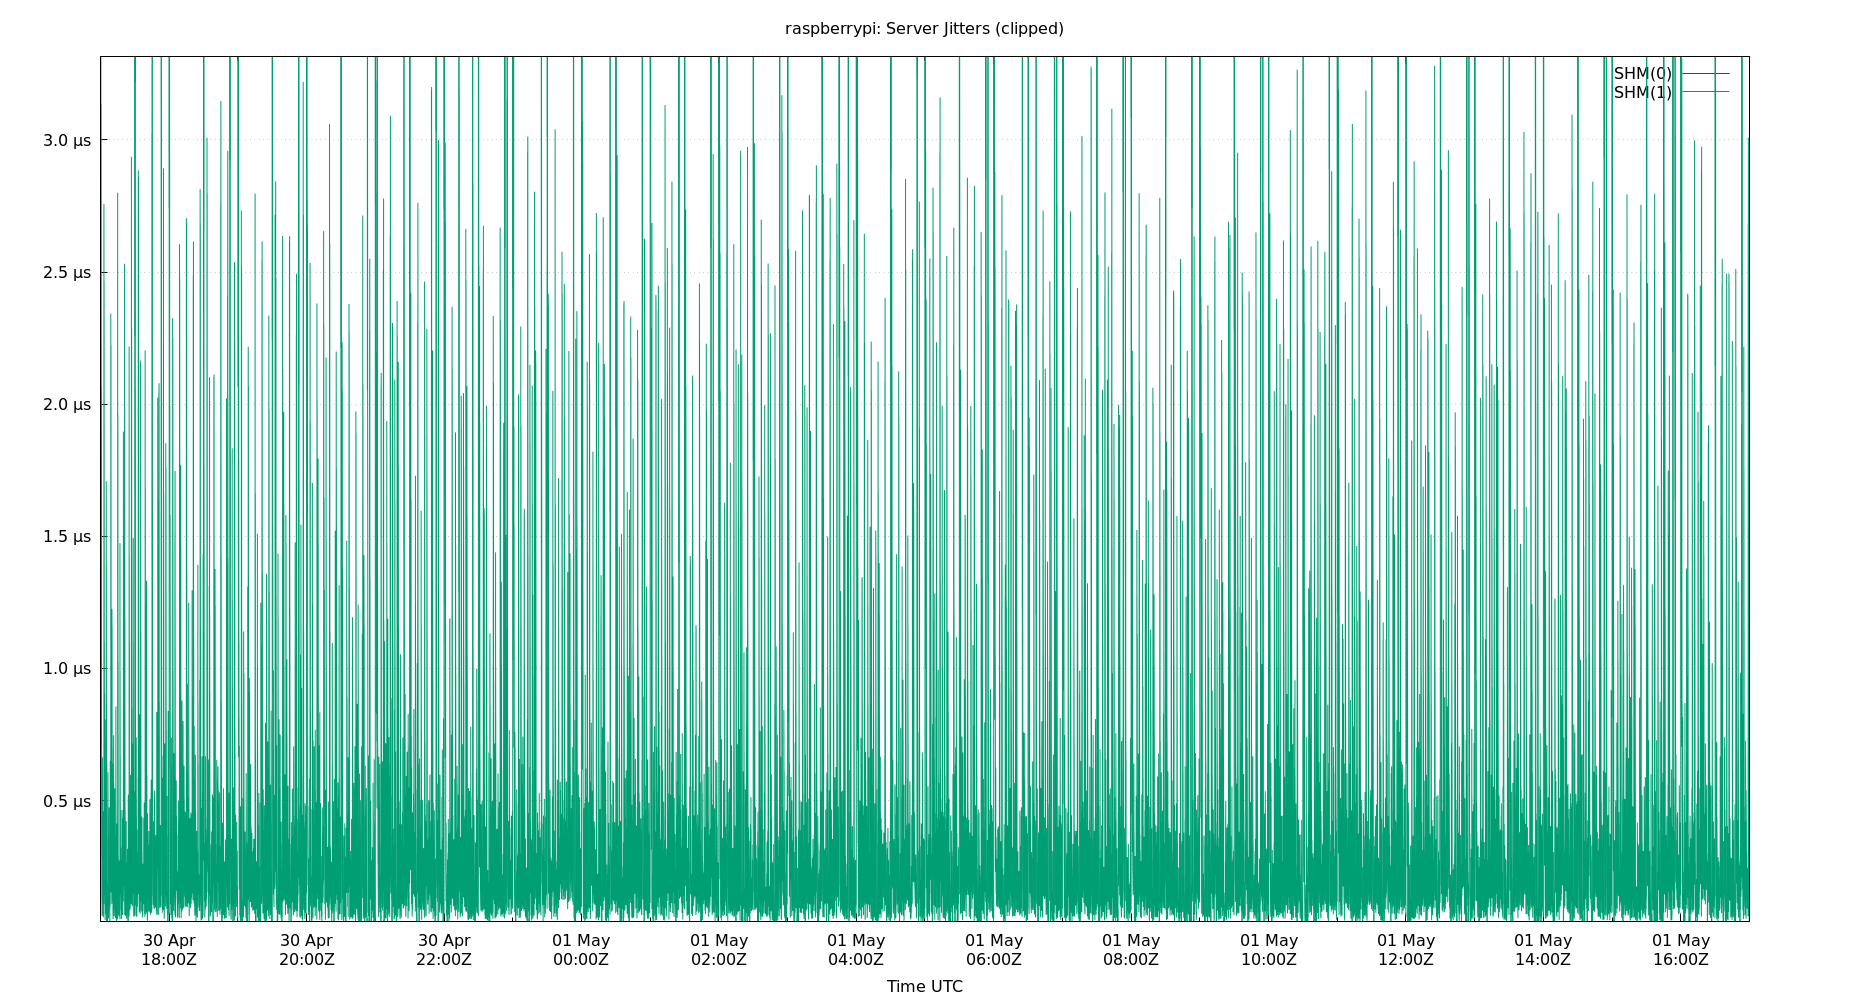 raspberrypi: Server Jitters (clipped)
SHM(0)
SHM(1)
3.0 µs
2.5 µs
2.0 µs
1.5 µs
1.0 µs
0.5 µs
30 Apr 30 Apr 30 Apr 01 May 01 May 01 May 01 May 01 May 01 May 01 May 01 May 01 May
18:00Z 20:00Z 22:00Z 00:00Z 02:00Z 04:00Z 06:00Z 08:00Z 10:00Z 12:00Z 14:00Z 16:00Z
Time UTC